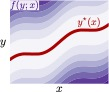 f(y; x)
y*(x)
y
x